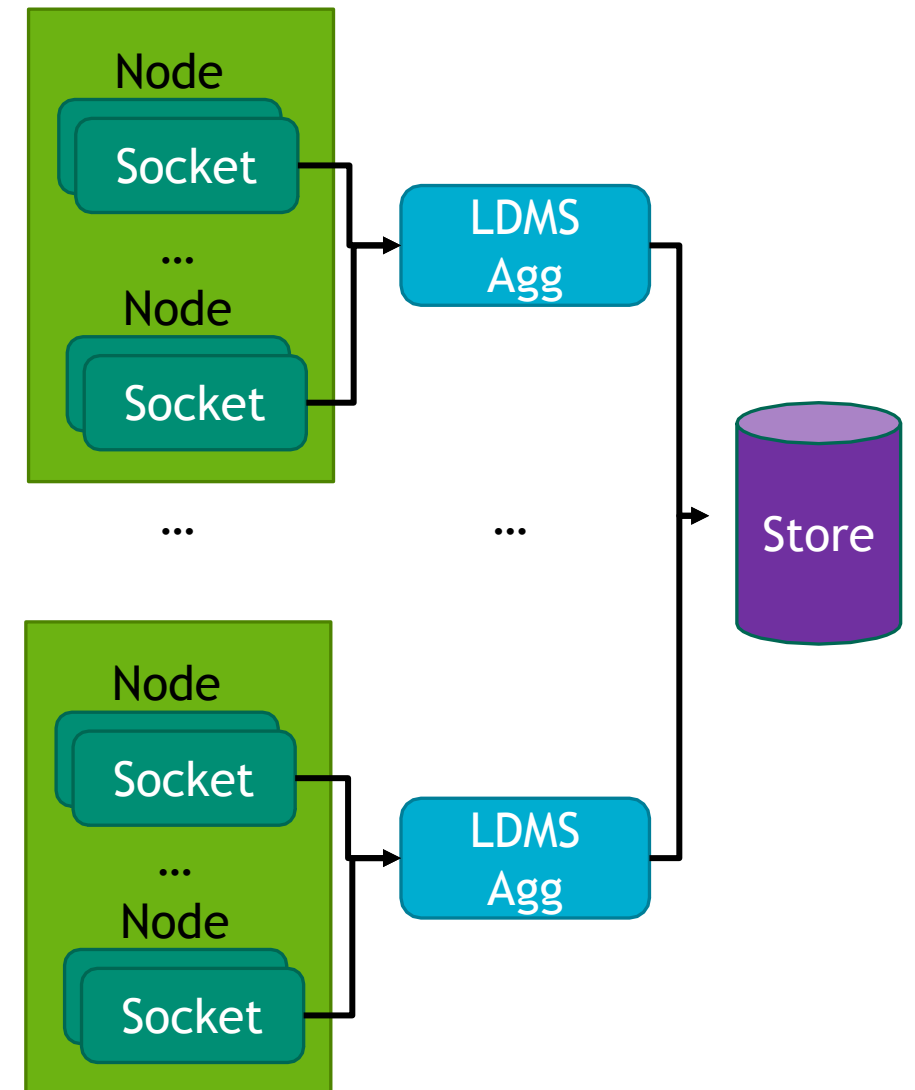 Node
Socket
...
Node
Socket
LDMS
Agg
...
...
Store
Node
Socket
...
Node
Socket
LDMS
Agg